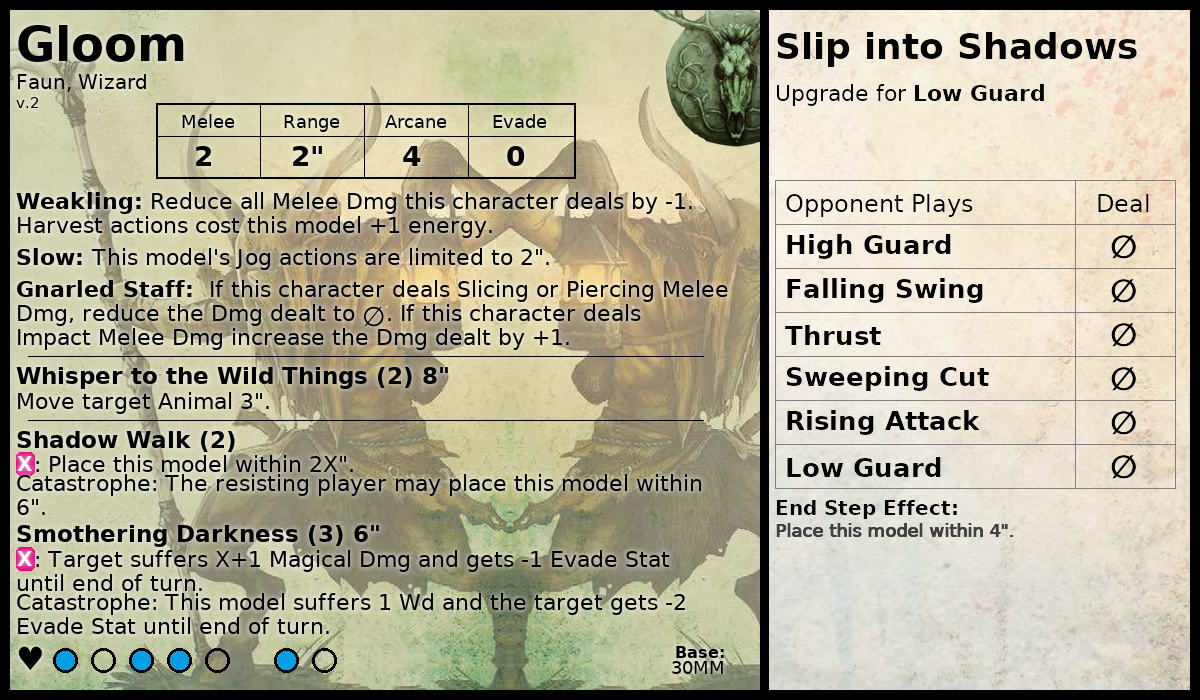 Gloom
Faun, Wizard
v.2
Melee Range Arcane Evade
2 2" 4 0
Weakling: Reduce all Melee Dmg this character deals by -1.
Harvest actions cost this model +1 energy.
Slow: This model's Jog actions are limited to 2".
Gnarled Staff: If this character deals Slicing or Piercing Melee
Dmg, reduce the Dmg dealt to ∅. If this character deals
Impact Melee Dmg increase the Dmg dealt by +1.
Whisper to the Wild Things (2) 8"
Move target Animal 3".
Shadow Walk (2)
X: Place this model within 2X".
Catastrophe: The resisting player may place this model within
6".
Smothering Darkness (3) 6"
X: Target suffers X+1 Magical Dmg and gets -1 Evade Stat
until end of turn.
Catastrophe: This model suffers 1 Wd and the target gets -2
Evade Stat until end of turn.
Base:
30MM
Slip into Shadows
Upgrade for Low Guard
Opponent Plays Deal
High Guard ∅
Falling Swing ∅
Thrust ∅
Sweeping Cut ∅
Rising Attack ∅
Low Guard ∅
End Step Effect:
Place this model within 4".